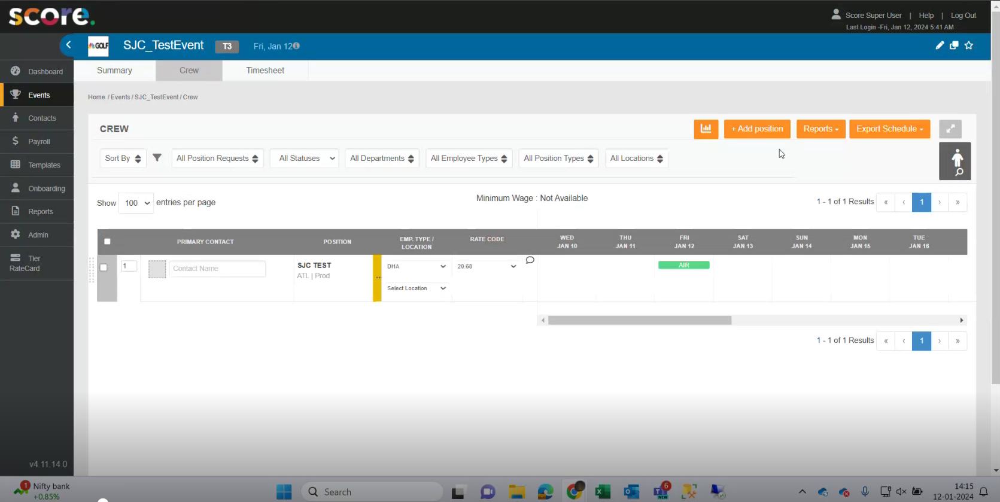 score.
Score Super User | Help | Log Out
Last Login -Fri, Jan 12, 2024 5:41 AM
GOLF
SJC_TestEvent T3 Fri, Jan 12
Summary Crew Timesheet
Dashboard
Events
Contacts
Payroll
Templates
Onboarding
Reports
Admin
Tier
RateCard
v4.11.14.0
Home / Events / SJC_TestEvent / Crew
CREW
+ Add position Reports Export Schedule
Sort By All Position Requests All Statuses All Departments All Employee Types All Position Types All Locations
Show 100 entries per page
Minimum Wage : Not Available
1 - 1 of 1 Results « ‹ 1 › »
PRIMARY CONTACT POSITION EMP. TYPE / LOCATION RATE CODE WED JAN 10 THU JAN 11 FRI JAN 12 SAT JAN 13 SUN JAN 14 MON JAN 15 TUE JAN 16
1 Contact Name SJC TEST ... DHA 20.68 AIR
ATL | Prod
Select Location
1 - 1 of 1 Results « ‹ 1 › »
1 Nifty bank
+0.85%
Search
6
NEW
14:15
12-01-2024